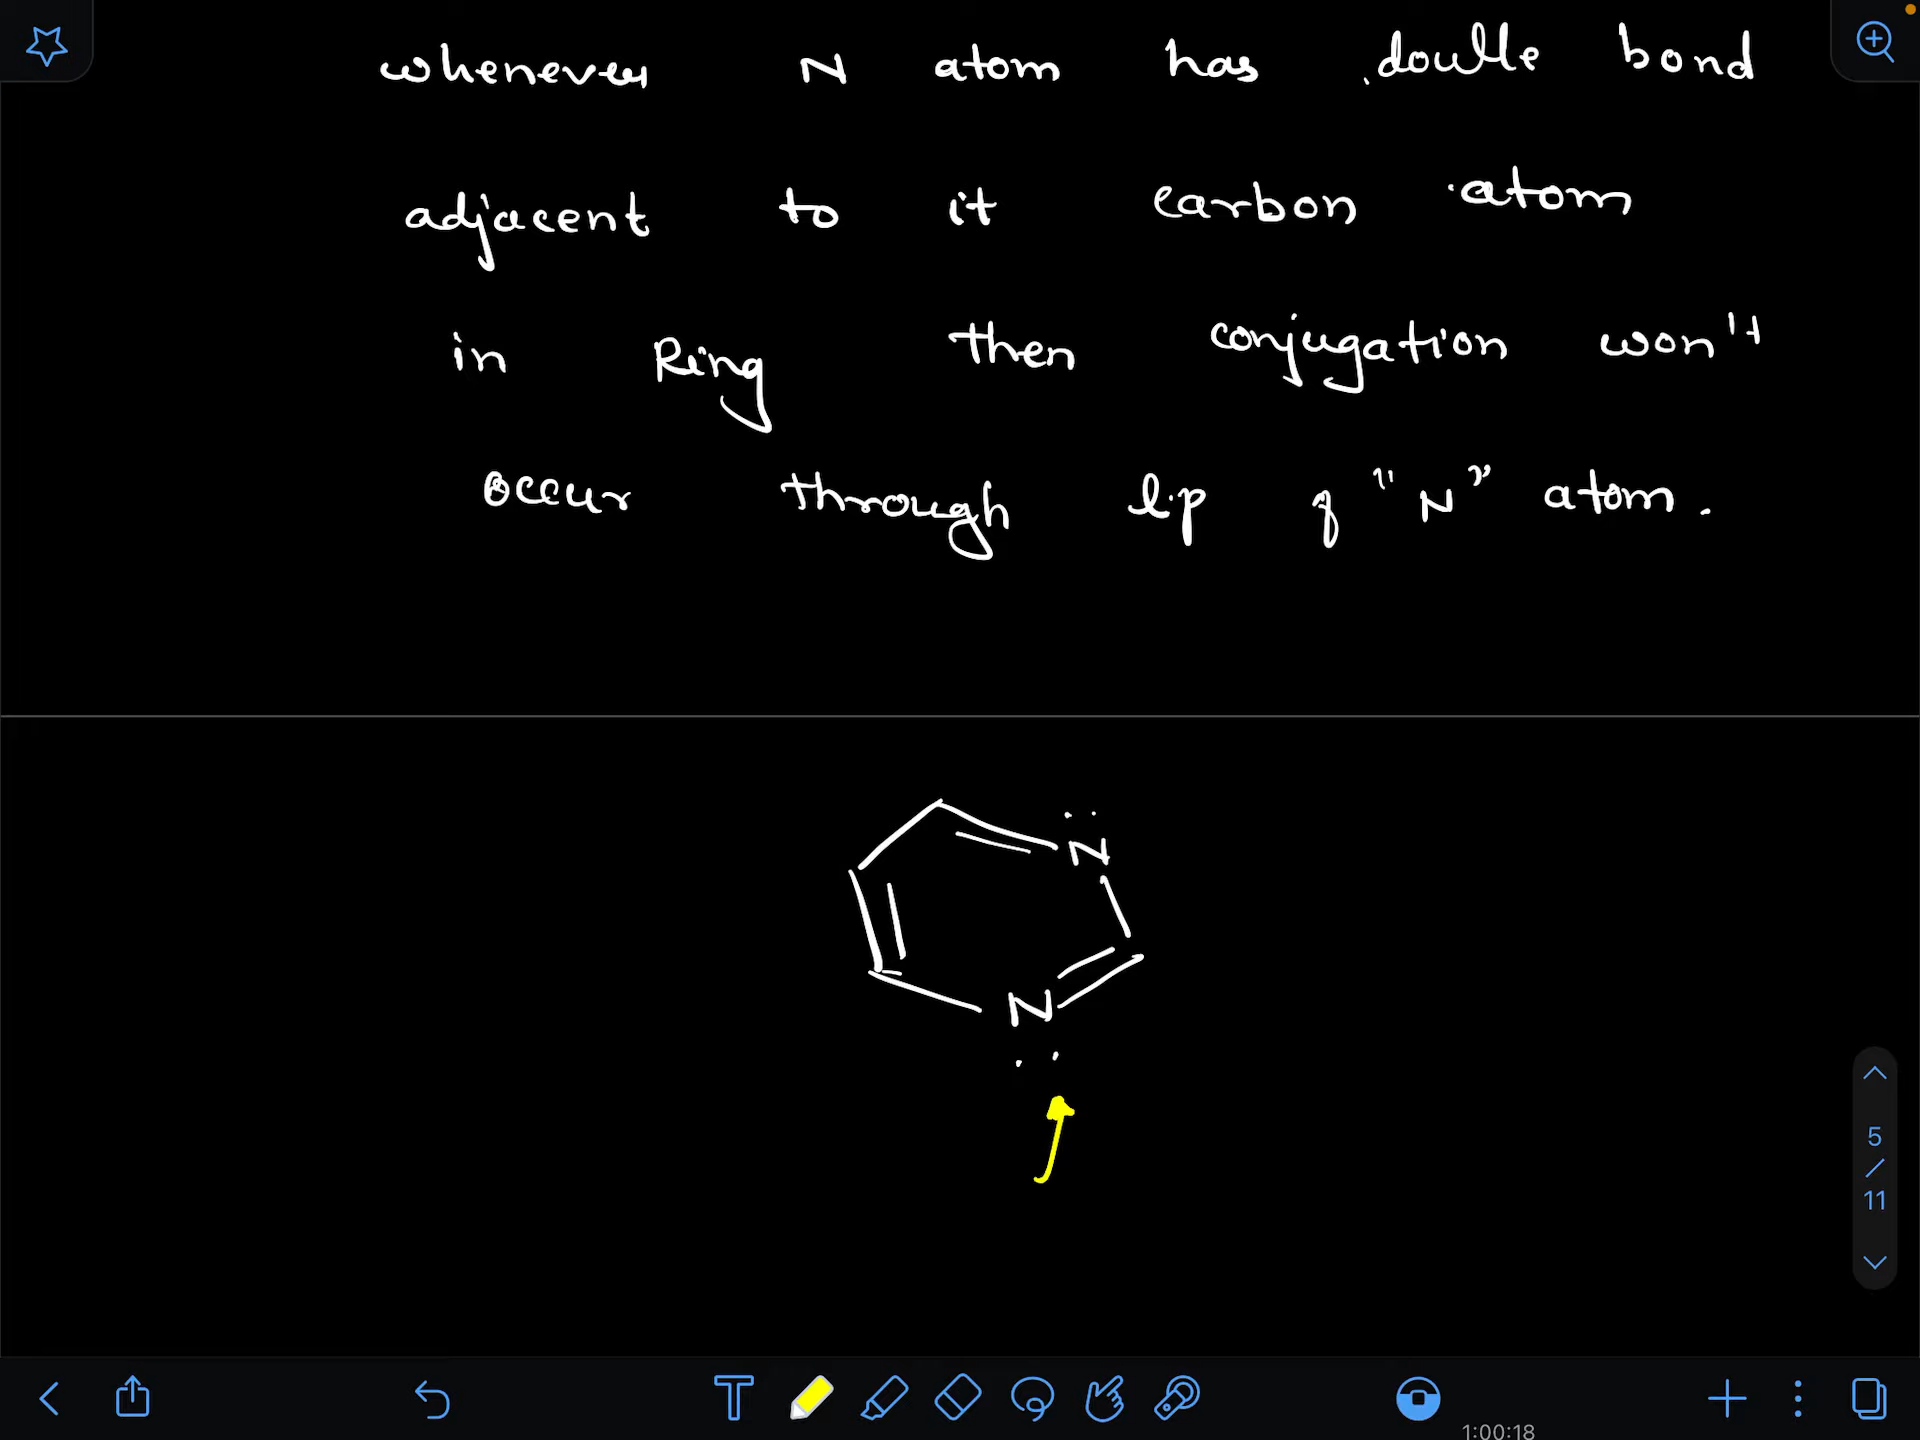 whenever N atom has double bond
adjacent to it carbon atom
in Ring then conjugation won't
occur through l.p of "N" atom.
N
N
5
/
11
T
1:00:18